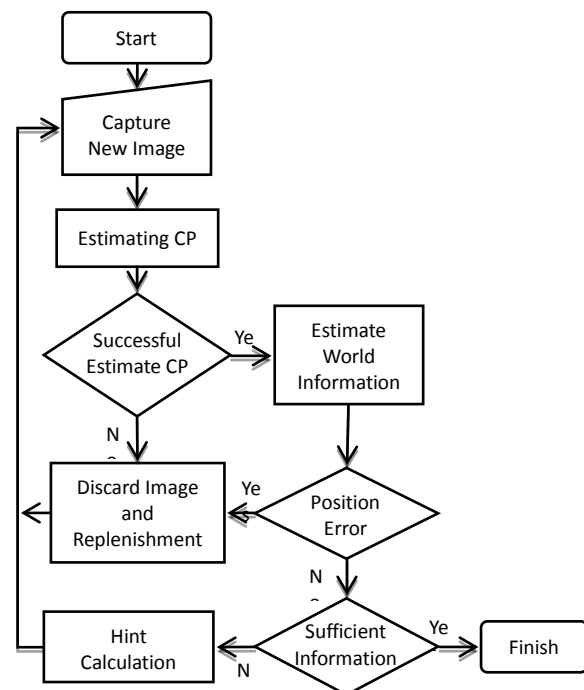 Start
Capture
New Image
Estimating CP
Successful
Estimate CP
Ye
Estimate
World
Information
N
Discard Image
and
Replenishment
Ye
Position
Error
N
Hint
Calculation
N
Sufficient
Information
Ye
Finish